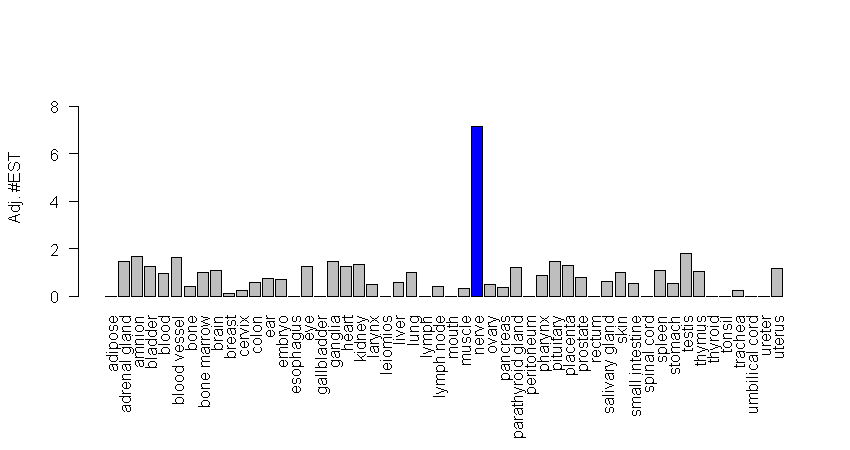 Adj. #EST
8
6
4
2
0
adipose
adrenal gland
amnion
bladder
blood
blood vessel
bone
bone marrow
brain
breast
cervix
colon
ear
embryo
esophagus
eye
gallbladder
ganglia
heart
kidney
larynx
leiomios
liver
lung
lymph
lymph node
mouth
muscle
nerve
ovary
pancreas
parathyroid gland
peritoneum
pharynx
pituitary
placenta
prostate
rectum
salivary gland
skin
small intestine
spinal cord
spleen
stomach
testis
thymus
thyroid
tonsil
trachea
umbilical cord
ureter
uterus